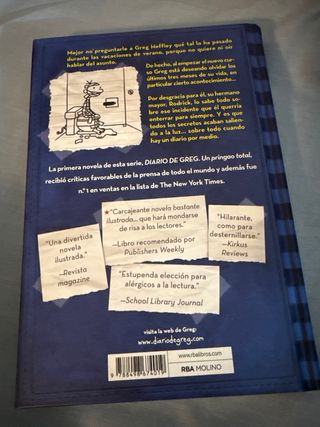 Mejor no preguntarle a Greg Heffley qué tal lo ha pasado
durante las vacaciones de verano, porque no quiere ni oír
hablar del asunto.
De hecho, al empezar el nuevo cur-
so Greg está deseando olvidar los
últimos tres meses de su vida, en
particular cierto acontecimiento...
Por desgracia para él, su hermano
mayor, Rodrick, lo sabe todo so-
bre ese incidente que él querría
enterrar para siempre. Y es que
todos los secretos acaban salien-
do a la luz... sobre todo cuando
hay un diario por medio.
La primera novela de esta serie, DIARIO DE GREG. Un pringao total,
recibió críticas favorables de la prensa de todo el mundo y además fue
n.º 1 en ventas en la lista de The New York Times.
"Una divertida
novela
ilustrada."
—Revista
magazine
★"Carcajeante novela bastante
ilustrada... que hará mondarse
de risa a los lectores."
—Libro recomendado por
Publishers Weekly
"Hilarante,
como para
desternillarse."
—Kirkus
Reviews
"Estupenda elección para
alérgicos a la lectura."
—School Library Journal
visita la web de Greg:
www.diariodegreg.com
9 788498 674019
www.rbalibros.com
RBA MOLINO